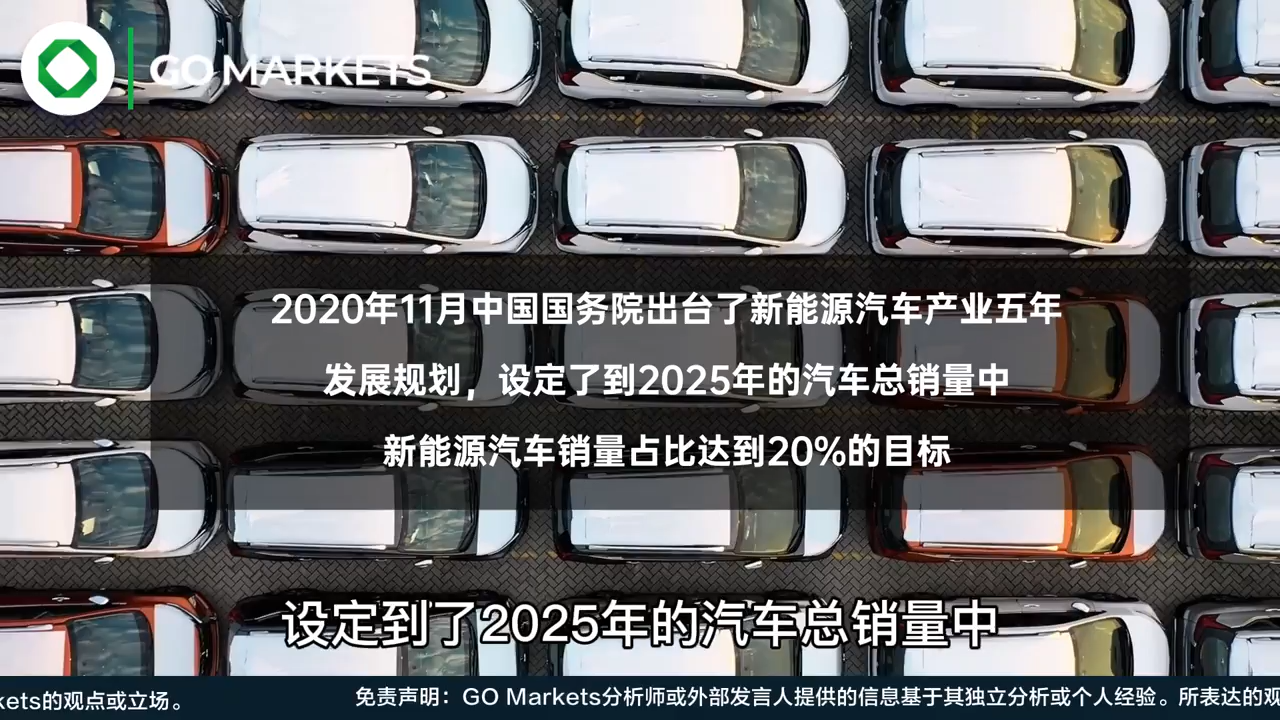 GO MARKETS
2020年11月中国国务院出台了新能源汽车产业五年
发展规划，设定了到2025年的汽车总销量中
新能源汽车销量占比达到20%的目标
设定到了2025年的汽车总销量中
kets的观点或立场。 免责声明：GO Markets分析师或外部发言人提供的信息基于其独立分析或个人经验。所表达的观